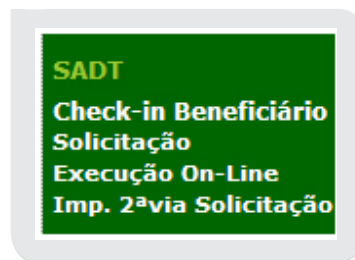 SADT
Check-in Beneficiário
Solicitação
Execução On-Line
Imp. 2ªvia Solicitação